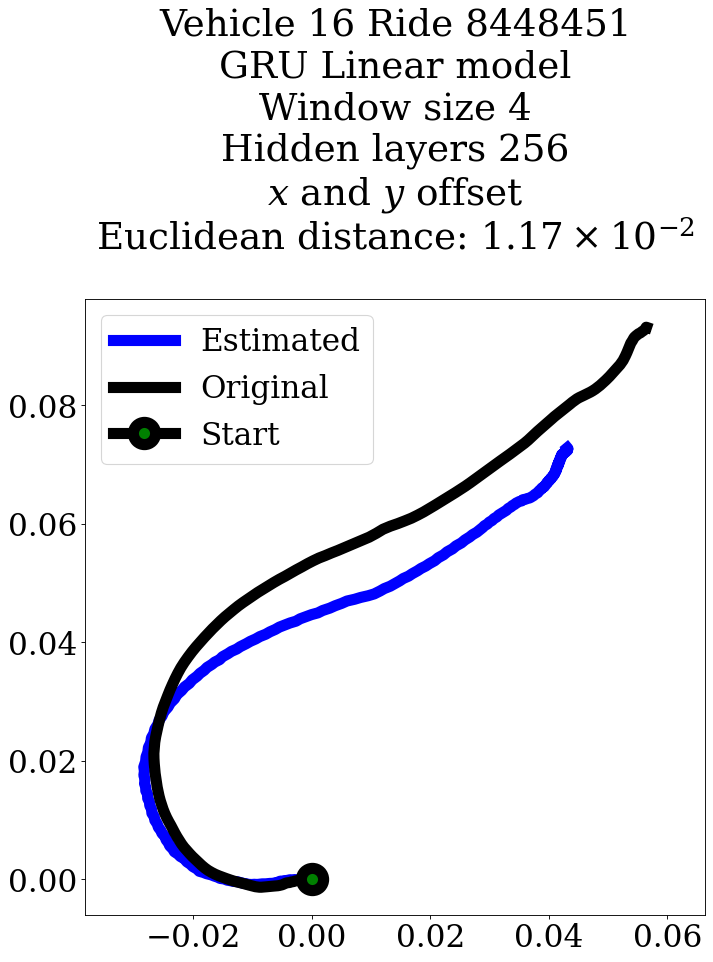 Vehicle 16 Ride 8448451
GRU Linear model
Window size 4
Hidden layers 256
x and y offset
Euclidean distance: 1.17 × 10⁻²
Estimated
Original
Start
0.08
0.06
0.04
0.02
0.00
−0.02 0.00 0.02 0.04 0.06